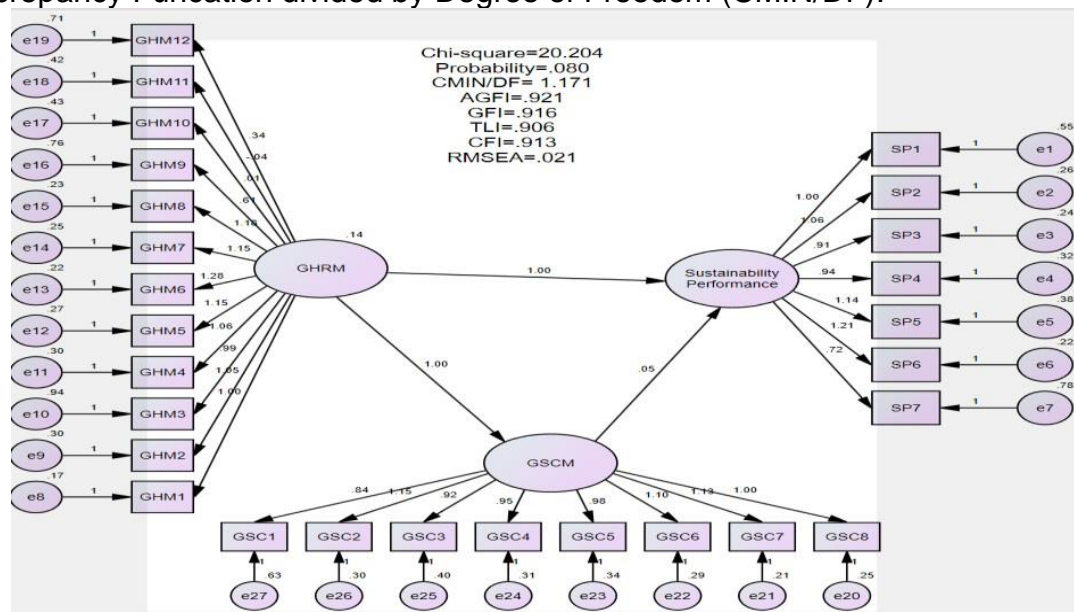 crepancy Funcation divided by Degree of Freedom (CMIN/DF).
Chi-square=20.204
Probability=.080
CMIN/DF= 1.171
AGFI=.921
GFI=.916
TLI=.906
CFI=.913
RMSEA=.021
.71
e19 1 GHM12
.42
e18 1 GHM11
.43
e17 1 GHM10
.76
e16 1 GHM9
.23
e15 1 GHM8
.25
e14 1 GHM7
.22
e13 1 GHM6
.27
e12 1 GHM5
.30
e11 1 GHM4
.94
e10 1 GHM3
.30
e9 1 GHM2
.17
e8 1 GHM1
.34
-.04
.01
.61
1.15
1.28
1.15
1.06
.99
1.05
1.00
.14
GHRM
1.00
1.00
.05
Sustainability
Performance
1.00
1.06
.91
.94
1.14
1.21
.72
.55
SP1 1 e1
.26
SP2 1 e2
.24
SP3 1 e3
.32
SP4 1 e4
.38
SP5 1 e5
.22
SP6 1 e6
.78
SP7 1 e7
GSCM
.84 1.15 .92 .95 .98 1.10 1.13 1.00
GSC1 GSC2 GSC3 GSC4 GSC5 GSC6 GSC7 GSC8
1 1 1 1 1 1 1 1
.63 .30 .40 .31 .34 .29 .21 .25
e27 e26 e25 e24 e23 e22 e21 e20